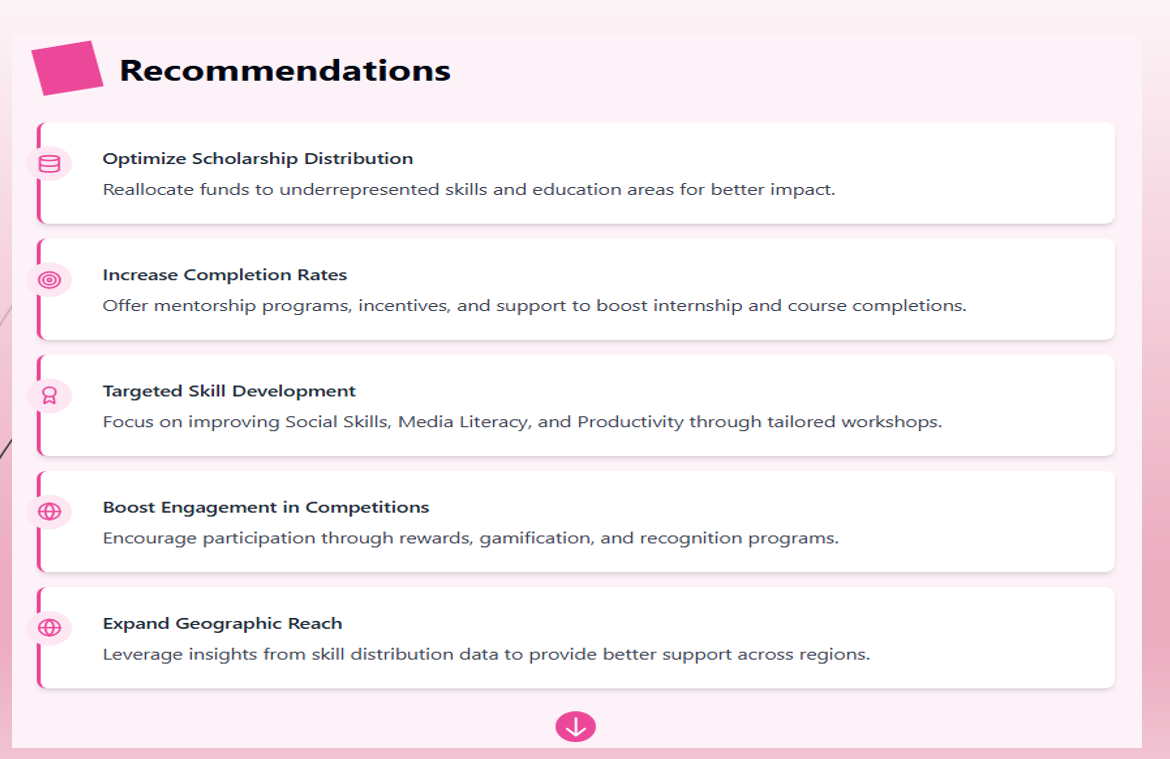 Recommendations
Optimize Scholarship Distribution
Reallocate funds to underrepresented skills and education areas for better impact.
Increase Completion Rates
Offer mentorship programs, incentives, and support to boost internship and course completions.
Targeted Skill Development
Focus on improving Social Skills, Media Literacy, and Productivity through tailored workshops.
Boost Engagement in Competitions
Encourage participation through rewards, gamification, and recognition programs.
Expand Geographic Reach
Leverage insights from skill distribution data to provide better support across regions.